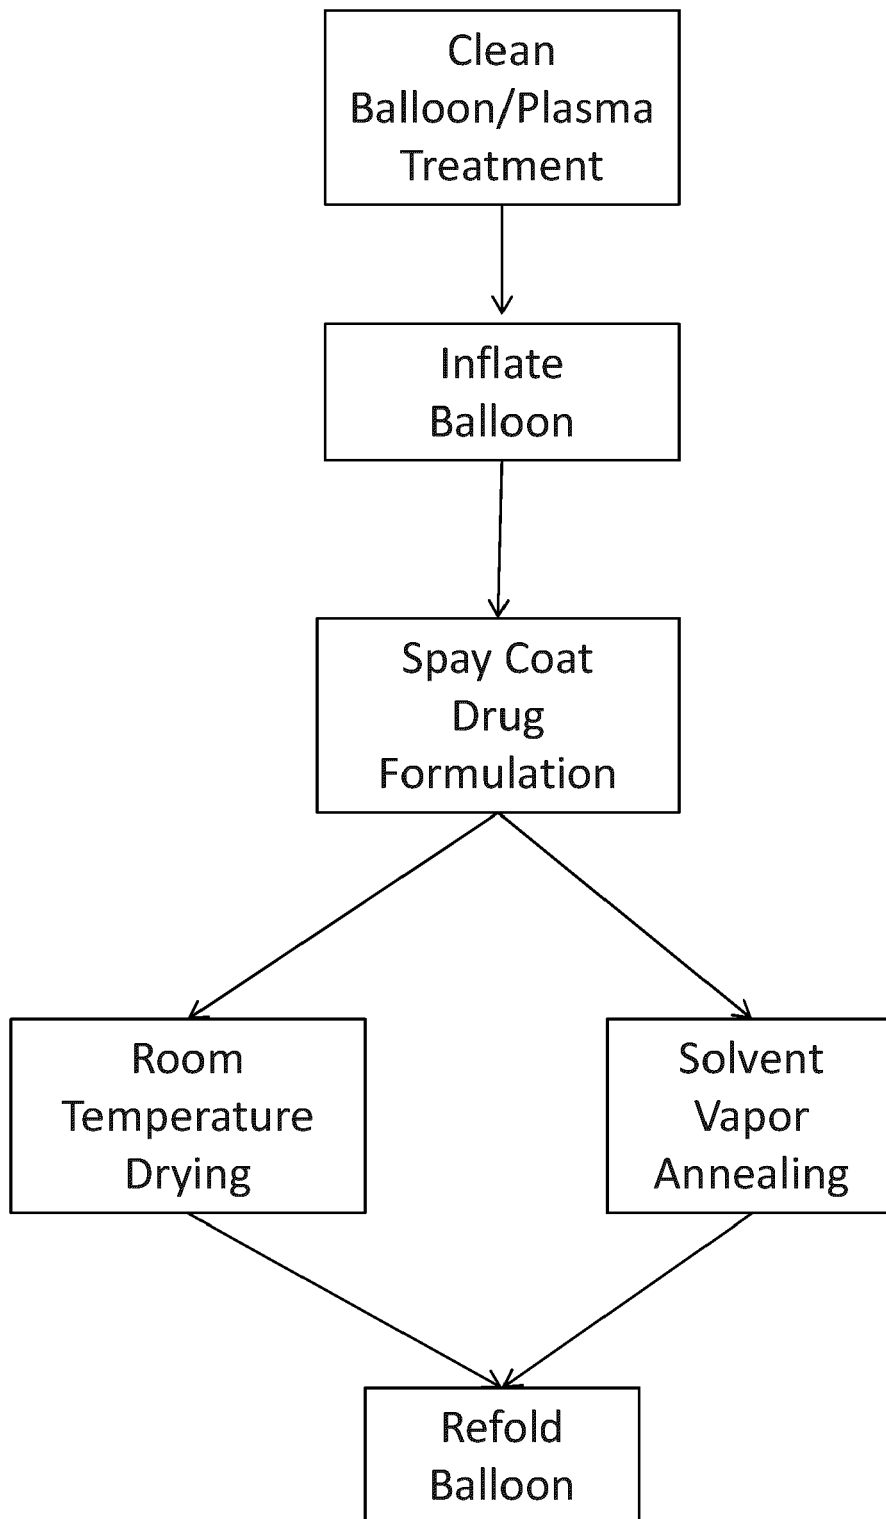 Clean
Balloon/Plasma
Treatment
Inflate
Balloon
Spay Coat
Drug
Formulation
Room
Temperature
Drying
Solvent
Vapor
Annealing
Refold
Balloon